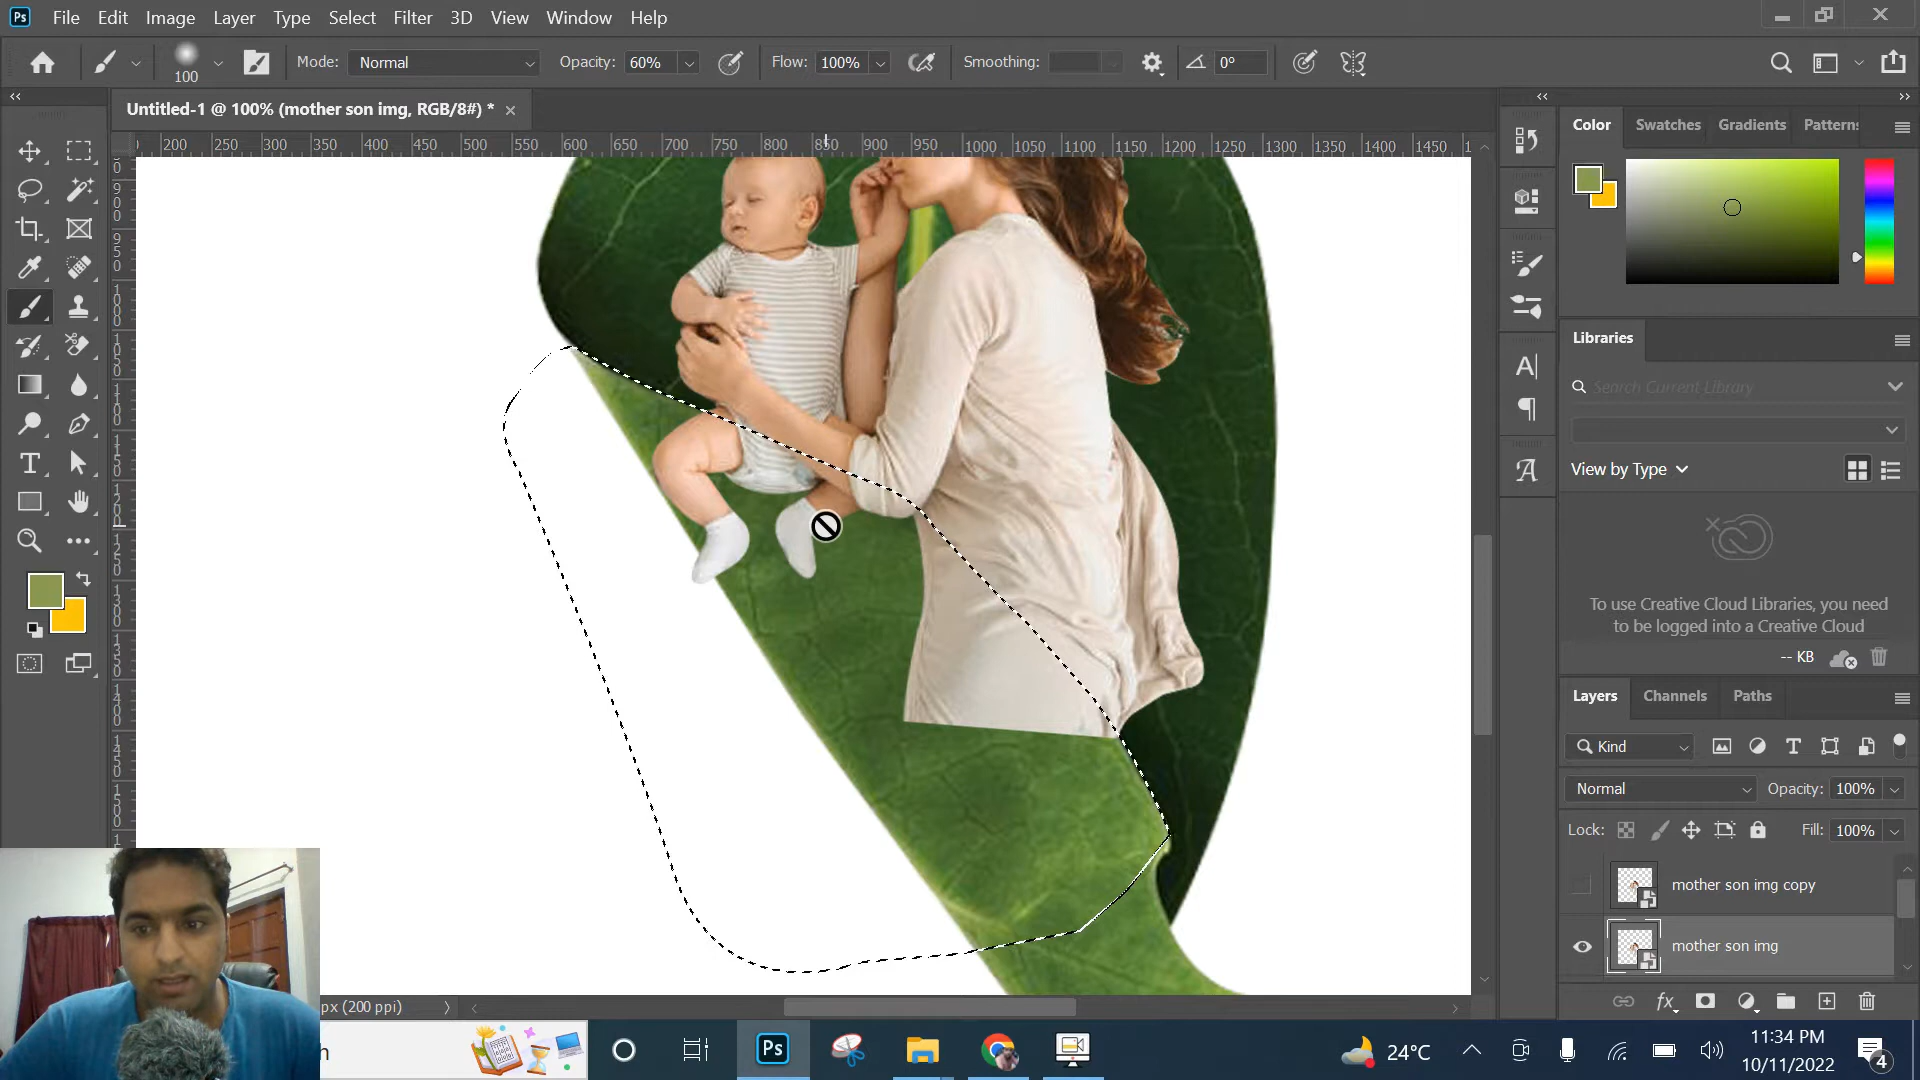 Ps File Edit Image Layer Type Select Filter 3D View Window Help
100 Mode: Normal Opacity: 60% Flow: 100% Smoothing: 0°
Untitled-1 @ 100% (mother son img, RGB/8#) *
200 250 300 350 400 450 500 550 600 650 700 750 800 850 900 950 1000 1050 1100 1150 1200 1250 1300 1350 1400 1450
Color Swatches Gradients Patterns
Libraries
Search Current Library
View by Type
To use Creative Cloud Libraries, you need
to be logged into a Creative Cloud
-- KB
Layers Channels Paths
Kind
Normal Opacity: 100%
Lock: Fill: 100%
mother son img copy
mother son img
fx
px (200 ppi)
Ps
24°C
11:34 PM
10/11/2022
4